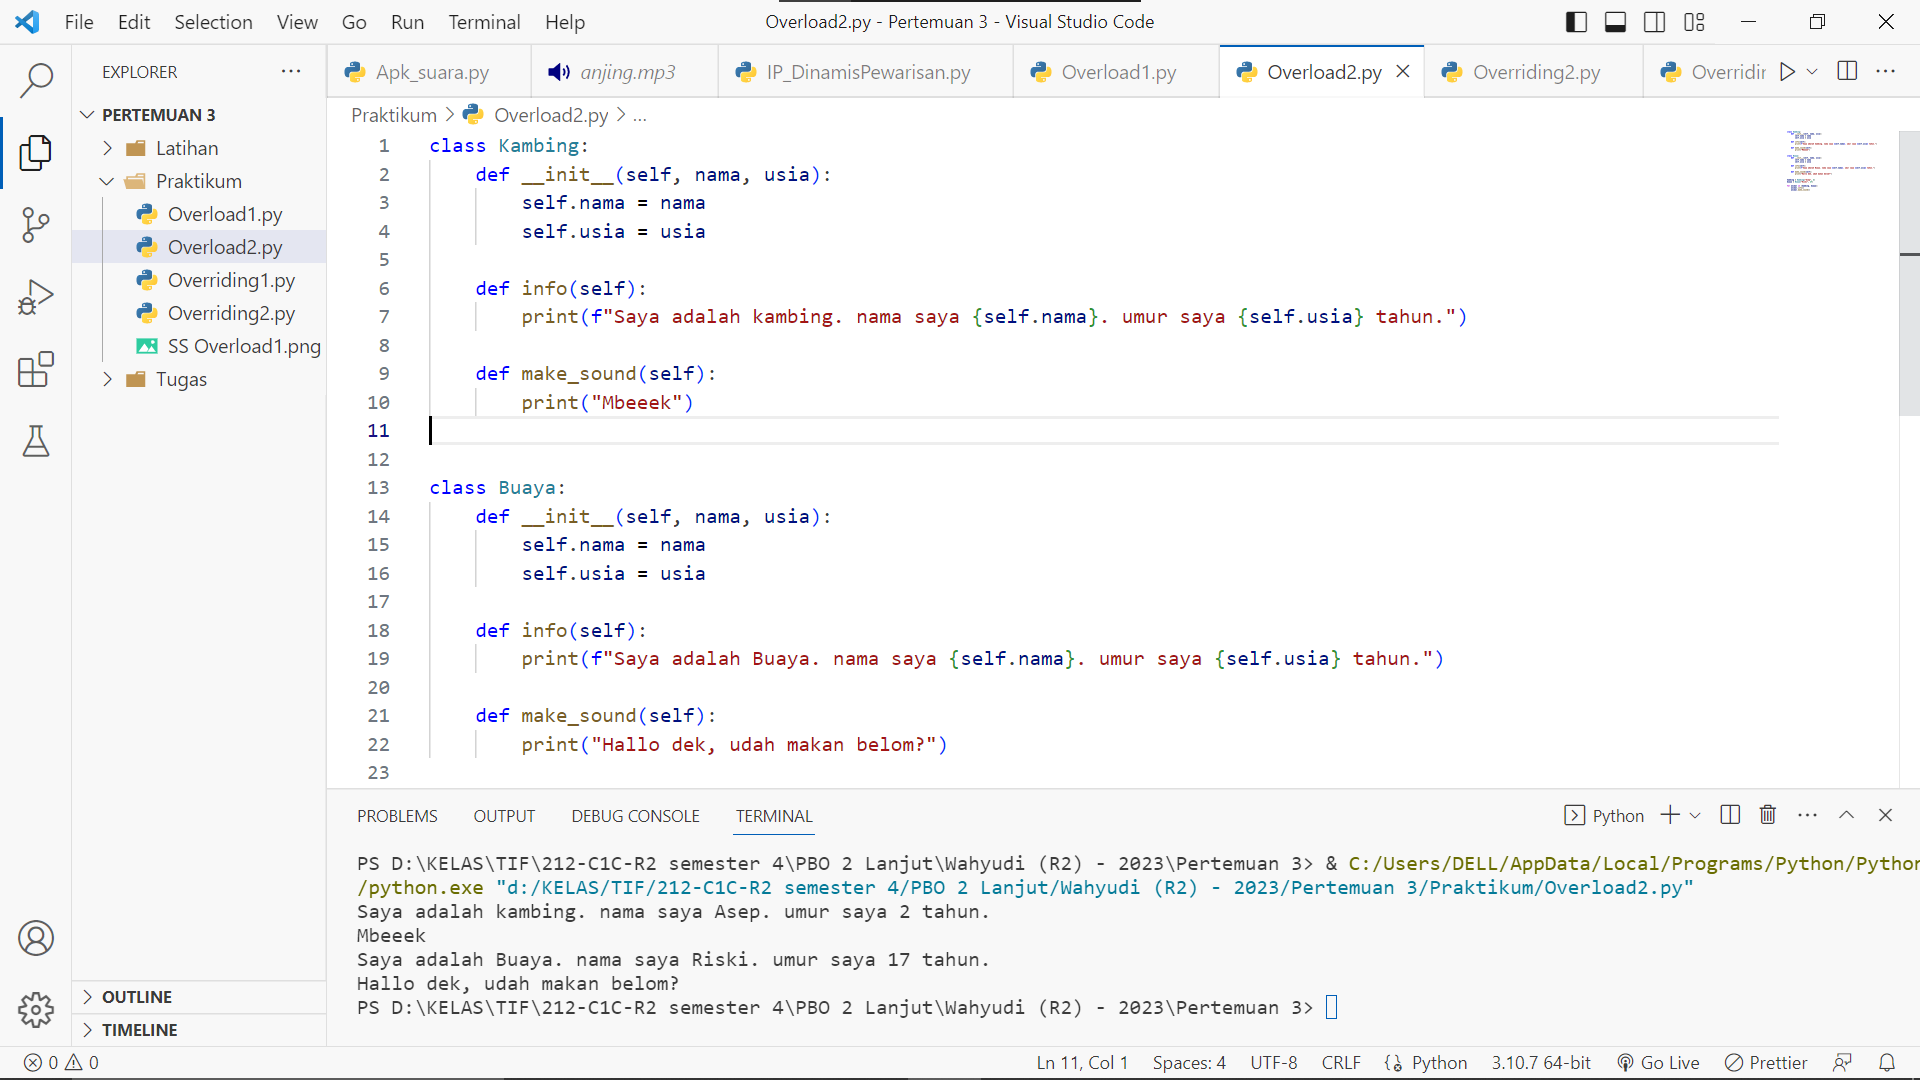 File Edit Selection View Go Run Terminal Help
Overload2.py - Pertemuan 3 - Visual Studio Code
EXPLORER
PERTEMUAN 3
Latihan
Praktikum
Overload1.py
Overload2.py
Overriding1.py
Overriding2.py
SS Overload1.png
Tugas
OUTLINE
TIMELINE
Apk_suara.py anjing.mp3 IP_DinamisPewarisan.py Overload1.py Overload2.py Overriding2.py Overridir
Praktikum > Overload2.py > ...
1 class Kambing:
2     def __init__(self, nama, usia):
3         self.nama = nama
4         self.usia = usia
5
6     def info(self):
7         print(f"Saya adalah kambing. nama saya {self.nama}. umur saya {self.usia} tahun.")
8
9     def make_sound(self):
10         print("Mbeeek")
11
12
13 class Buaya:
14     def __init__(self, nama, usia):
15         self.nama = nama
16         self.usia = usia
17
18     def info(self):
19         print(f"Saya adalah Buaya. nama saya {self.nama}. umur saya {self.usia} tahun.")
20
21     def make_sound(self):
22         print("Hallo dek, udah makan belom?")
23
PROBLEMS OUTPUT DEBUG CONSOLE TERMINAL
Python
PS D:\KELAS\TIF\212-C1C-R2 semester 4\PBO 2 Lanjut\Wahyudi (R2) - 2023\Pertemuan 3> & C:/Users/DELL/AppData/Local/Programs/Python/Python
/python.exe "d:/KELAS/TIF/212-C1C-R2 semester 4/PBO 2 Lanjut/Wahyudi (R2) - 2023/Pertemuan 3/Praktikum/Overload2.py"
Saya adalah kambing. nama saya Asep. umur saya 2 tahun.
Mbeeek
Saya adalah Buaya. nama saya Riski. umur saya 17 tahun.
Hallo dek, udah makan belom?
PS D:\KELAS\TIF\212-C1C-R2 semester 4\PBO 2 Lanjut\Wahyudi (R2) - 2023\Pertemuan 3>
0 0
Ln 11, Col 1 Spaces: 4 UTF-8 CRLF Python 3.10.7 64-bit Go Live Prettier